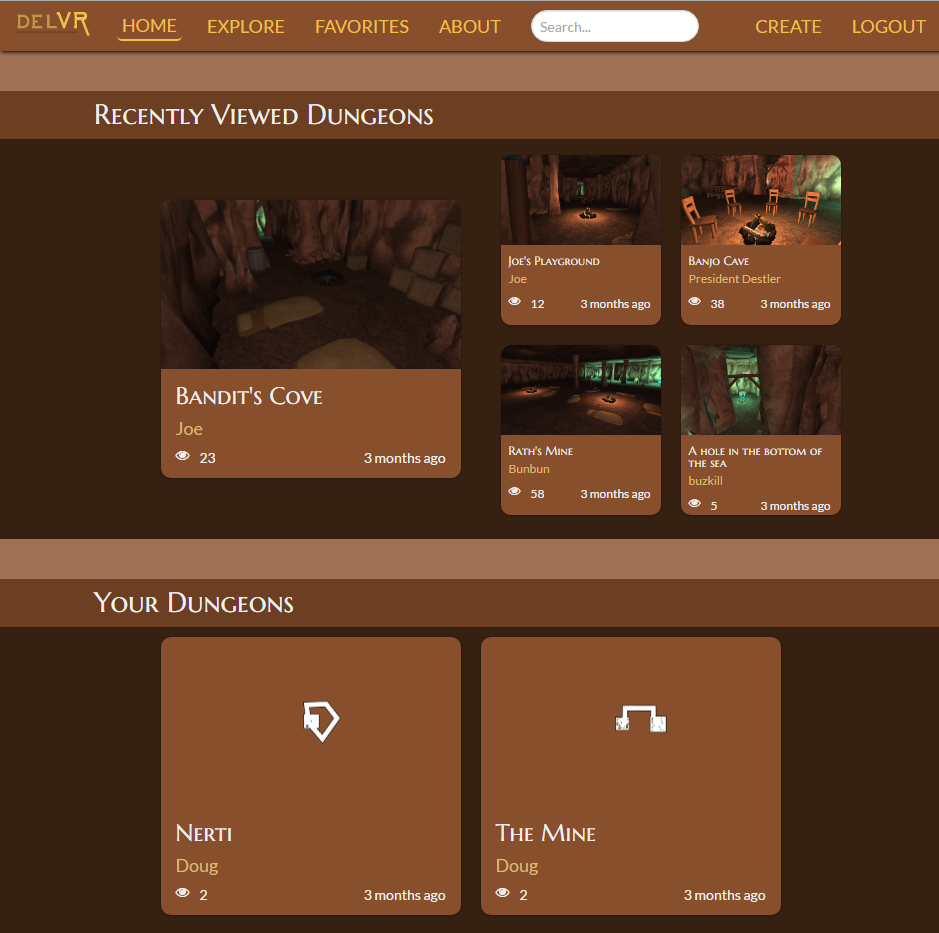 DELVR
HOME EXPLORE FAVORITES ABOUT Search... CREATE LOGOUT
Recently Viewed Dungeons
Bandit's Cove
Joe
23 3 months ago
Joe's Playground
Joe
12 3 months ago
Banjo Cave
President Destler
38 3 months ago
Rath's Mine
Bunbun
58 3 months ago
A hole in the bottom of
the sea
buzkill
5 3 months ago
Your Dungeons
Nerti
Doug
2 3 months ago
The Mine
Doug
2 3 months ago